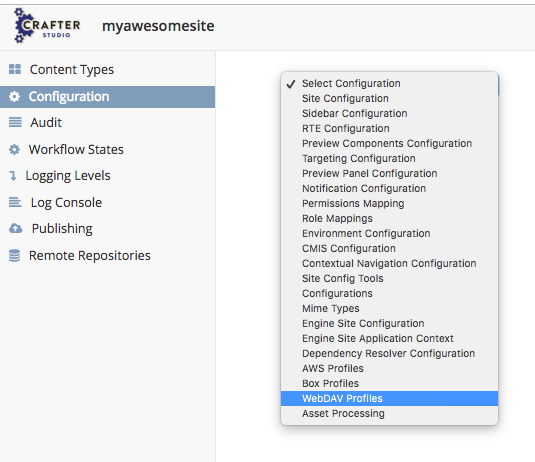 CRAFTER
STUDIO
myawesomesite
Content Types
Configuration
Audit
Workflow States
Logging Levels
Log Console
Publishing
Remote Repositories
Select Configuration
Site Configuration
Sidebar Configuration
RTE Configuration
Preview Components Configuration
Targeting Configuration
Preview Panel Configuration
Notification Configuration
Permissions Mapping
Role Mappings
Environment Configuration
CMIS Configuration
Contextual Navigation Configuration
Site Config Tools
Configurations
Mime Types
Engine Site Configuration
Engine Site Application Context
Dependency Resolver Configuration
AWS Profiles
Box Profiles
WebDAV Profiles
Asset Processing